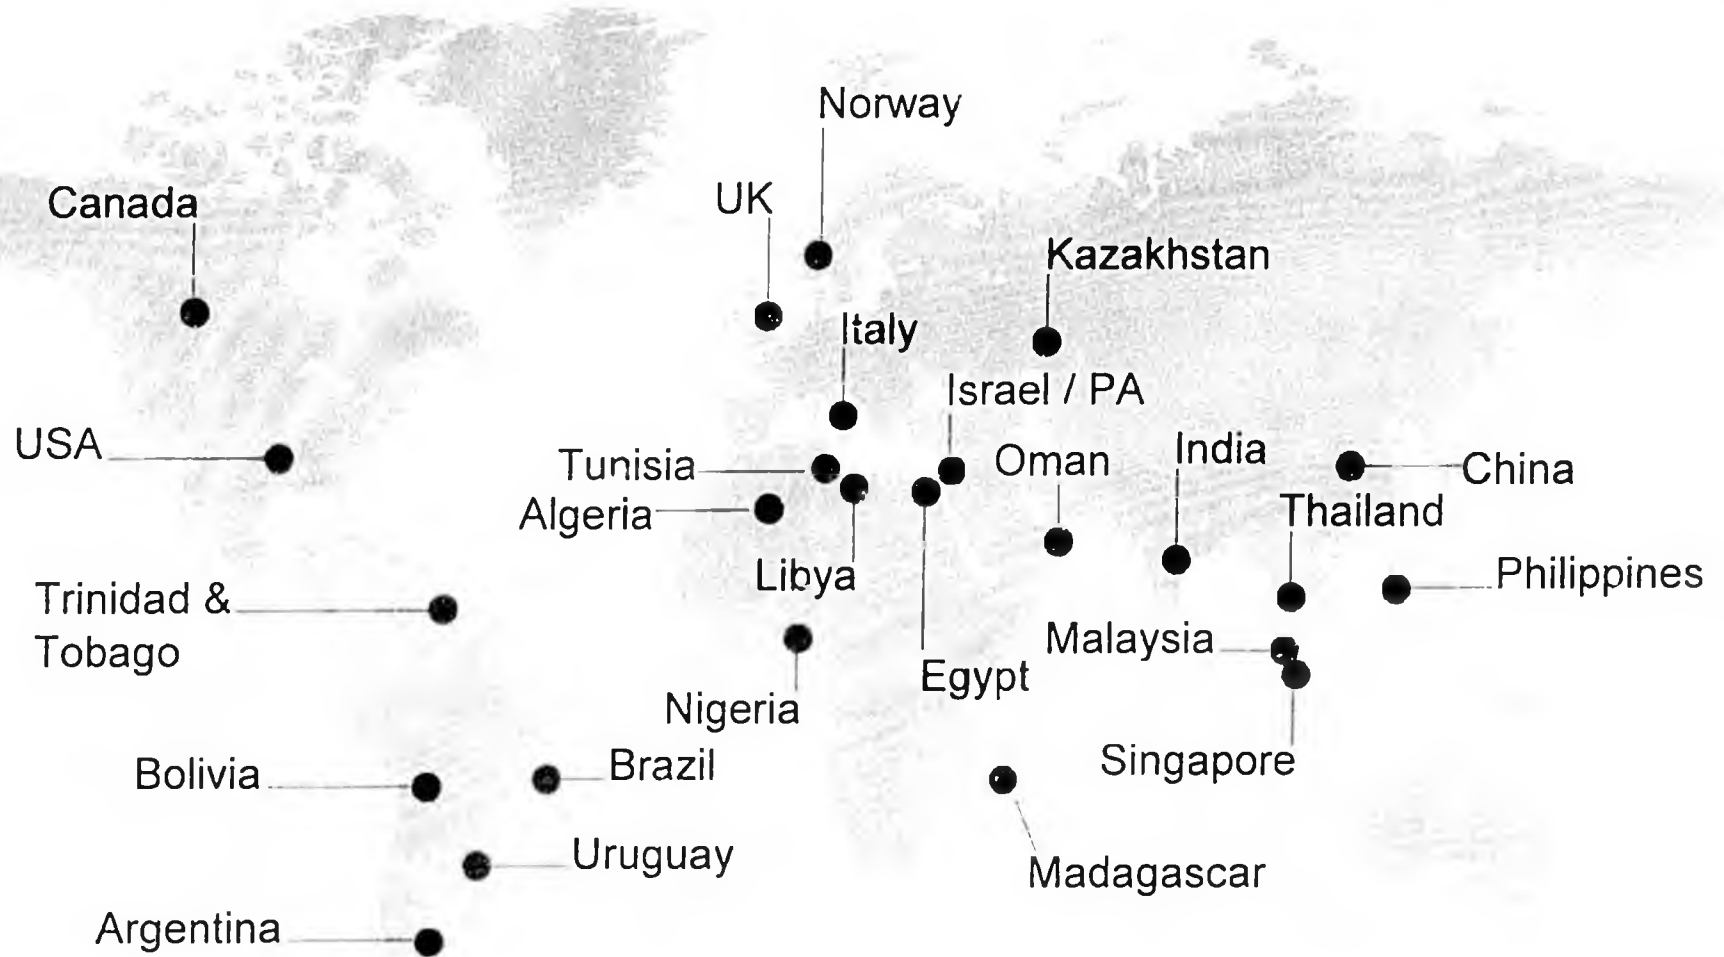 Norway
UK
Canada
Kazakhstan
Italy
Israel / PA
USA
Tunisia
Oman
India
China
Algeria
Thailand
Libya
Philippines
Trinidad &
Tobago
Malaysia
Egypt
Nigeria
Singapore
Bolivia
Brazil
Uruguay
Madagascar
Argentina